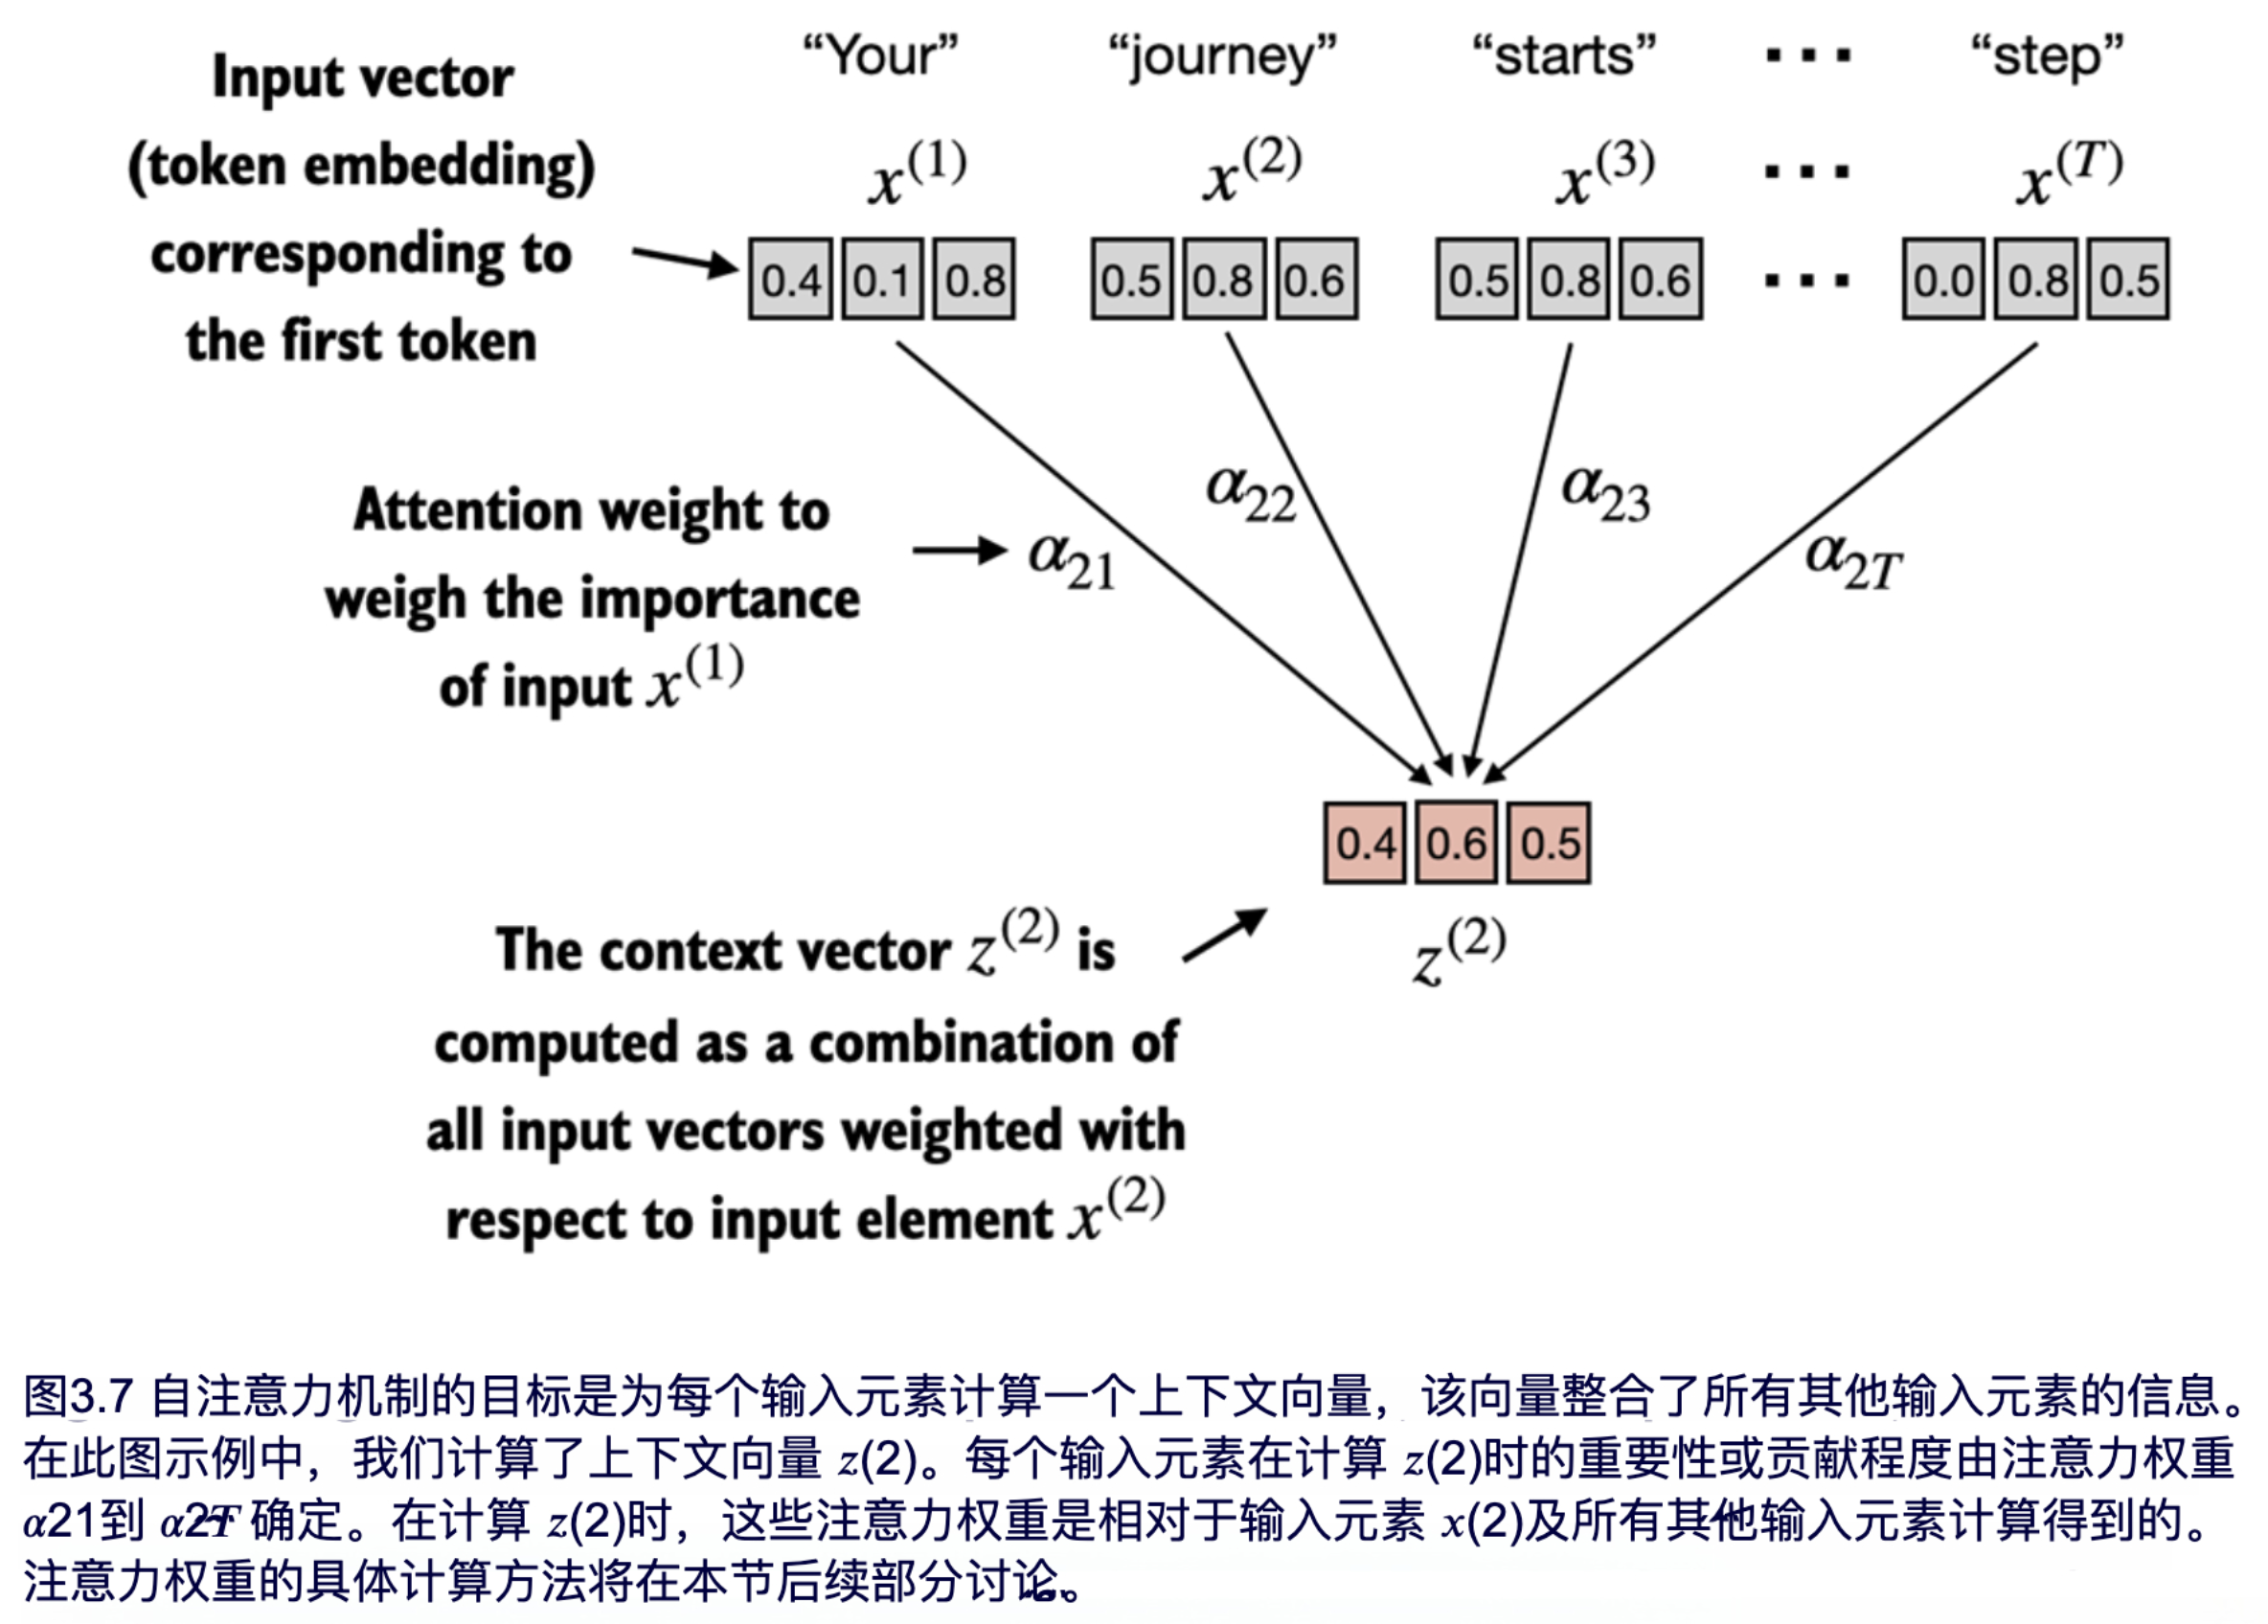 “Your” “journey” “starts” ... “step”
Input vector
(token embedding)
corresponding to
the first token
x(1) x(2) x(3) ... x(T)
0.4 0.1 0.8 0.5 0.8 0.6 0.5 0.8 0.6 ... 0.0 0.8 0.5
Attention weight to
weigh the importance
of input x(1)
α21 α22 α23 α2T
0.4 0.6 0.5
z(2)
The context vector z(2) is
computed as a combination of
all input vectors weighted with
respect to input element x(2)
图3.7 自注意力机制的目标是为每个输入元素计算一个上下文向量，该向量整合了所有其他输入元素的信息。
在此图示例中，我们计算了上下文向量 z(2)。每个输入元素在计算 z(2)时的重要性或贡献程度由注意力权重
α21到 α2T 确定。在计算 z(2)时，这些注意力权重是相对于输入元素 x(2)及所有其他输入元素计算得到的。
注意力权重的具体计算方法将在本节后续部分讨论。